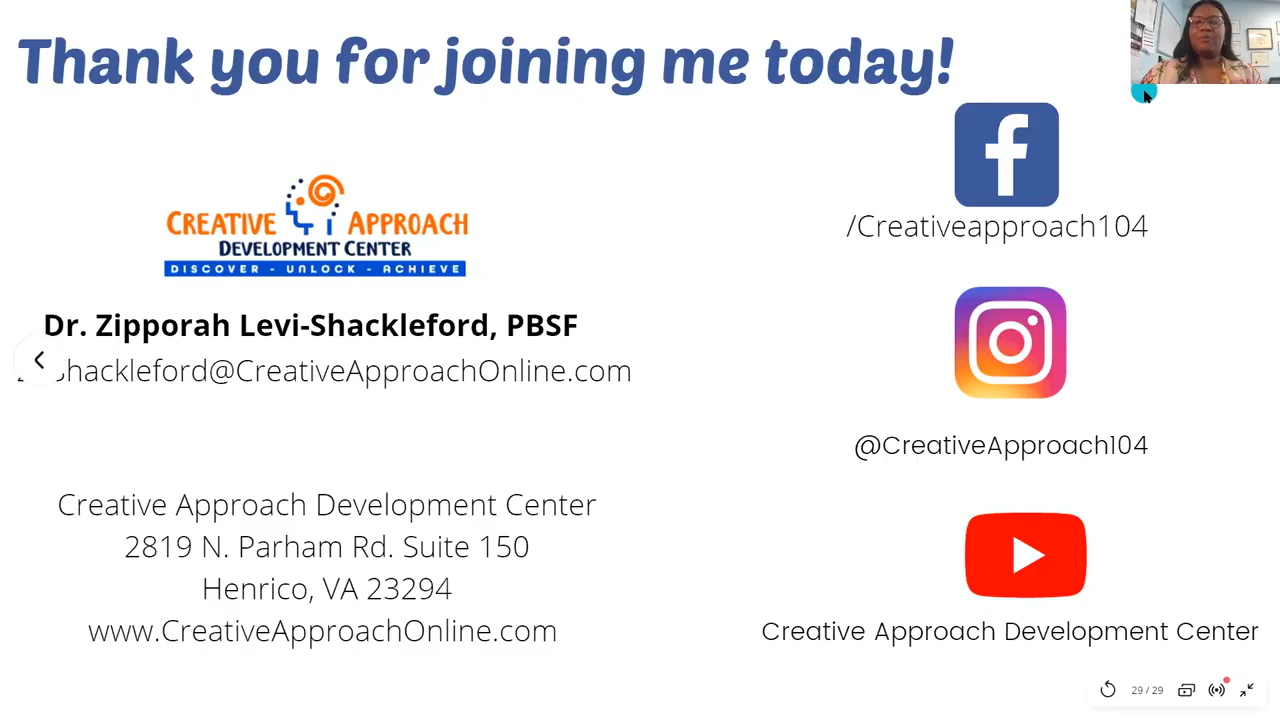 Thank you for joining me today!
CREATIVE APPROACH
DEVELOPMENT CENTER
DISCOVER - UNLOCK - ACHIEVE
Dr. Zipporah Levi-Shackleford, PBSF
hackleford@CreativeApproachOnline.com
Creative Approach Development Center
2819 N. Parham Rd. Suite 150
Henrico, VA 23294
www.CreativeApproachOnline.com
/Creativeapproach104
@CreativeApproach104
Creative Approach Development Center
29 / 29